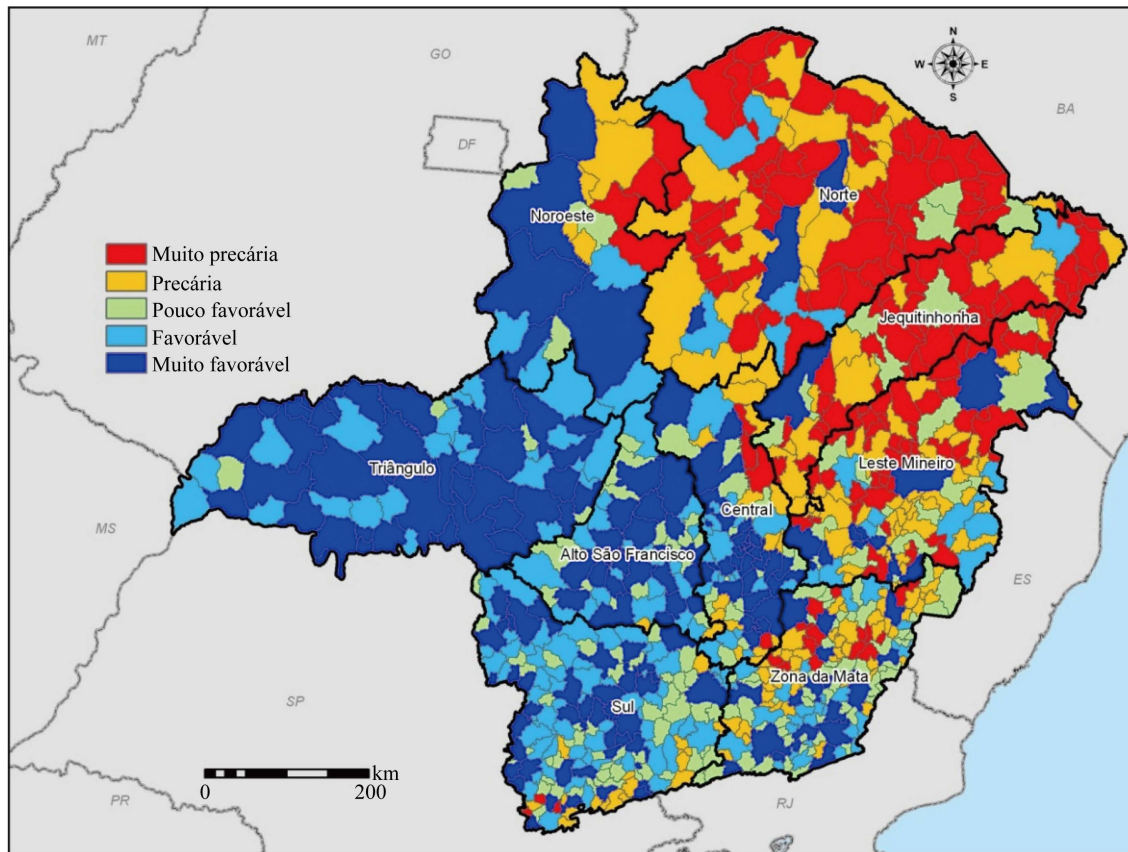 MT
GO
DF
N
W
E
S
BA
Norte
Noroeste
Muito precária
Precária
Pouco favorável
Favorável
Muito favorável
Jequitinhonha
Triângulo
Leste Mineiro
Central
MS
Alto São Francisco
ES
Zona da Mata
Sul
SP
km
0
200
PR
RJ